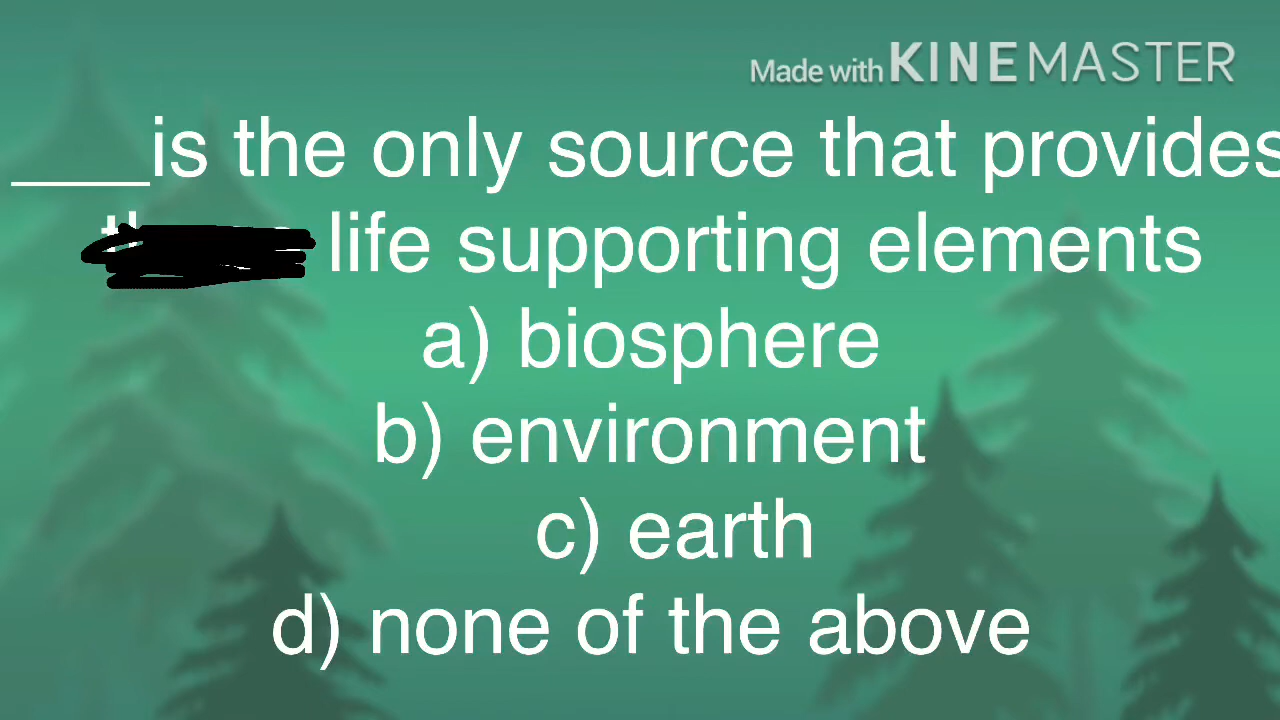 Made with KINEMASTER
____is the only source that provides
life supporting elements
a) biosphere
b) environment
c) earth
d) none of the above